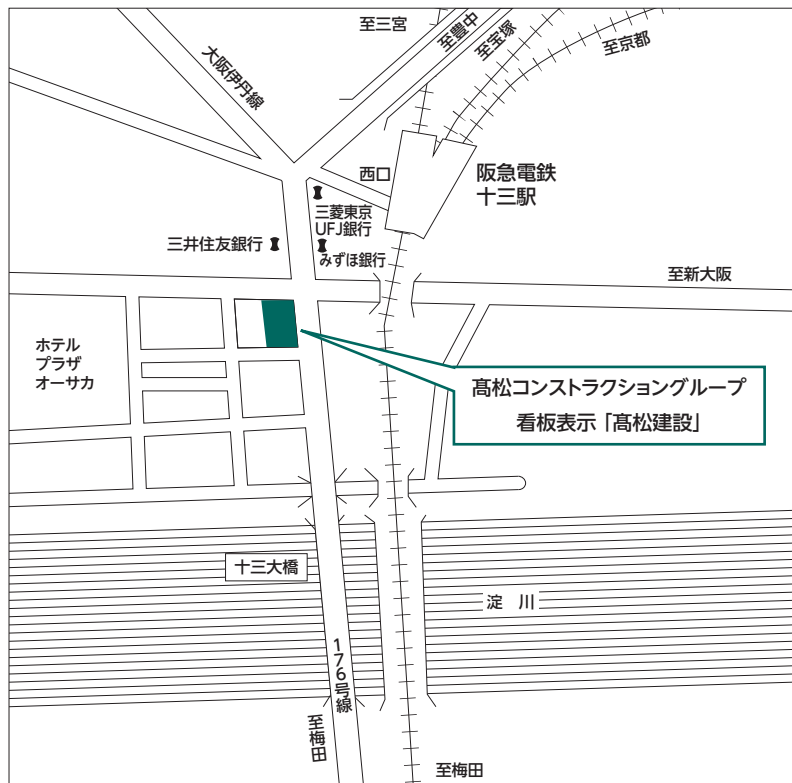 至三宮
至豊中
至宝塚
至京都
大阪伊丹線
西口
阪急電鉄
十三駅
三菱東京
UFJ銀行
三井住友銀行
みずほ銀行
至新大阪
ホテル
プラザ
オーサカ
髙松コンストラクショングループ
看板表示「髙松建設」
十三大橋
淀 川
176号線
至梅田
至梅田